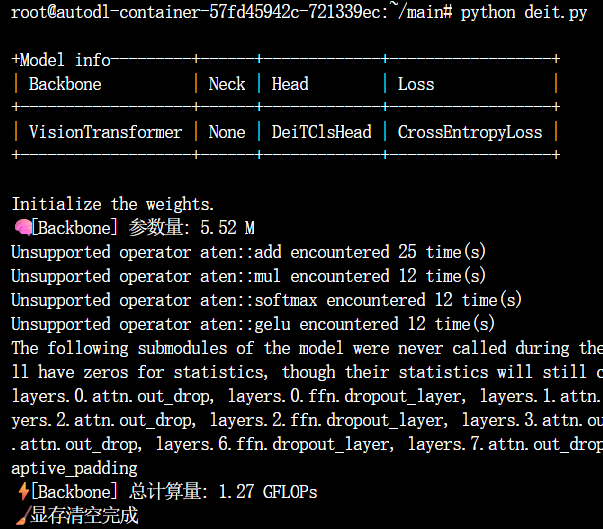 root@autodl-container-57fd45942c-721339ec:~/main# python deit.py
+Model info---------+------+------------+------------------+
| Backbone | Neck | Head | Loss |
+-------------------+------+------------+------------------+
| VisionTransformer | None | DeiTClsHead | CrossEntropyLoss |
+-------------------+------+------------+------------------+
Initialize the weights.
🧠[Backbone] 参数量: 5.52 M
Unsupported operator aten::add encountered 25 time(s)
Unsupported operator aten::mul encountered 12 time(s)
Unsupported operator aten::softmax encountered 12 time(s)
Unsupported operator aten::gelu encountered 12 time(s)
The following submodules of the model were never called during the
ll have zeros for statistics, though their statistics will still c
layers.0.attn.out_drop, layers.0.ffn.dropout_layer, layers.1.attn.
yers.2.attn.out_drop, layers.2.ffn.dropout_layer, layers.3.attn.ou
.attn.out_drop, layers.6.ffn.dropout_layer, layers.7.attn.out_drop
aptive_padding
⚡[Backbone] 总计算量: 1.27 GFLOPs
🧹显存清空完成